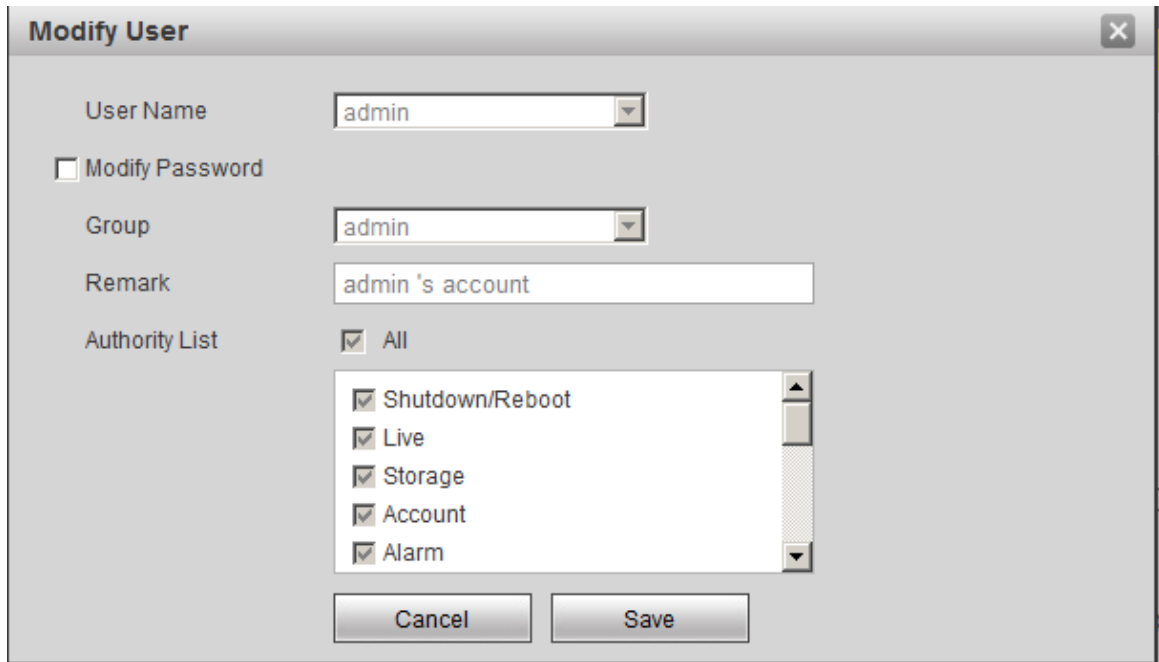 Modify User
User Name admin
Modify Password
Group admin
Remark admin 's account
Authority List All
Shutdown/Reboot
Live
Storage
Account
Alarm
Cancel Save